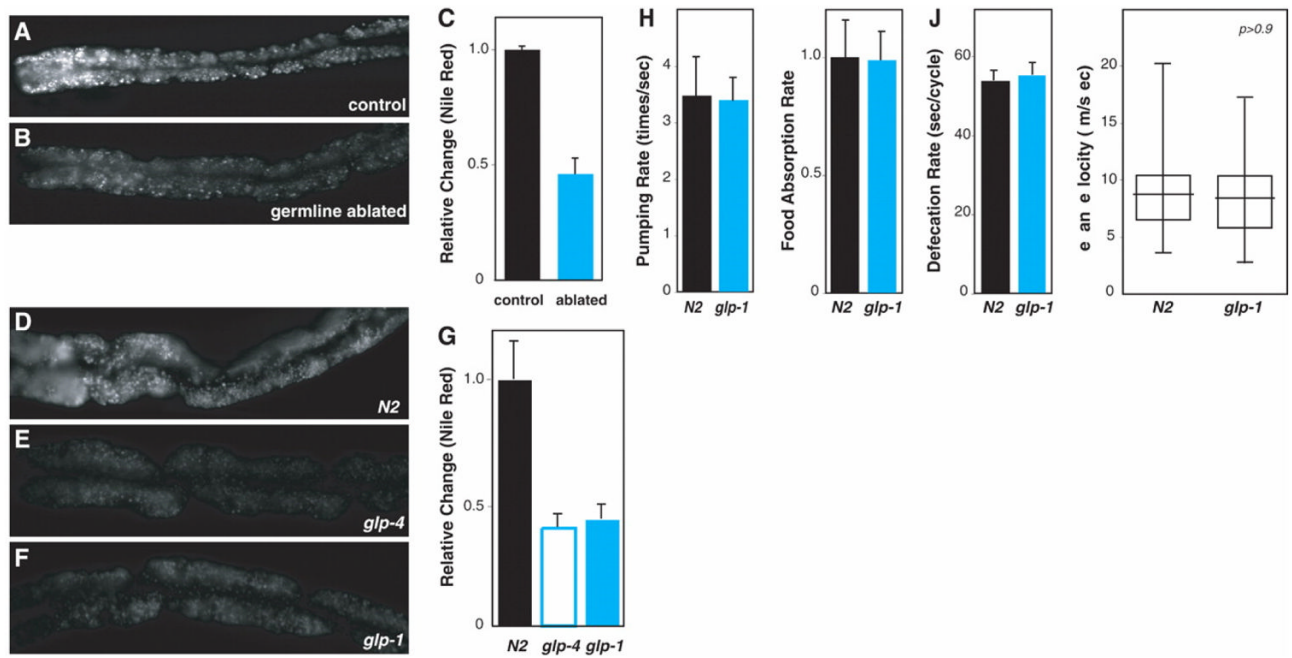 A
control
B
germline ablated
C
Relative Change (Nile Red)
1.0
0.5
0
control ablated
H
Pumping Rate (times/sec)
4
3
2
1
0
N2 glp-1
Food Absorption Rate
1.0
0.5
0
N2 glp-1
J
Defecation Rate (sec/cycle)
60
40
20
0
N2 glp-1
e an e locity ( m/s ec)
20
15
10
5
0
p>0.9
N2 glp-1
D
N2
E
glp-4
F
glp-1
G
Relative Change (Nile Red)
1.0
0.5
0
N2 glp-4 glp-1